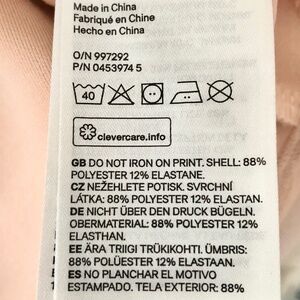 Made in China
Fabriqué en Chine
Hecho en China
O/N 997292
P/N 0453974 5
40
clevercare.info
GB DO NOT IRON ON PRINT. SHELL: 88%
POLYESTER 12% ELASTANE.
CZ NEŽEHLETE POTISK. SVRCHNÍ
LÁTKA: 88% POLYESTER 12% ELASTAN.
DE NICHT ÜBER DEN DRUCK BÜGELN.
OBERMATERIAL: 88% POLYESTER 12%
ELASTHAN.
EE ÄRA TRIIGI TRÜKIKOHTI. ÜMBRIS:
88% POLÜESTER 12% ELASTAAN.
ES NO PLANCHAR EL MOTIVO
ESTAMPADO. TELA EXTERIOR: 88%